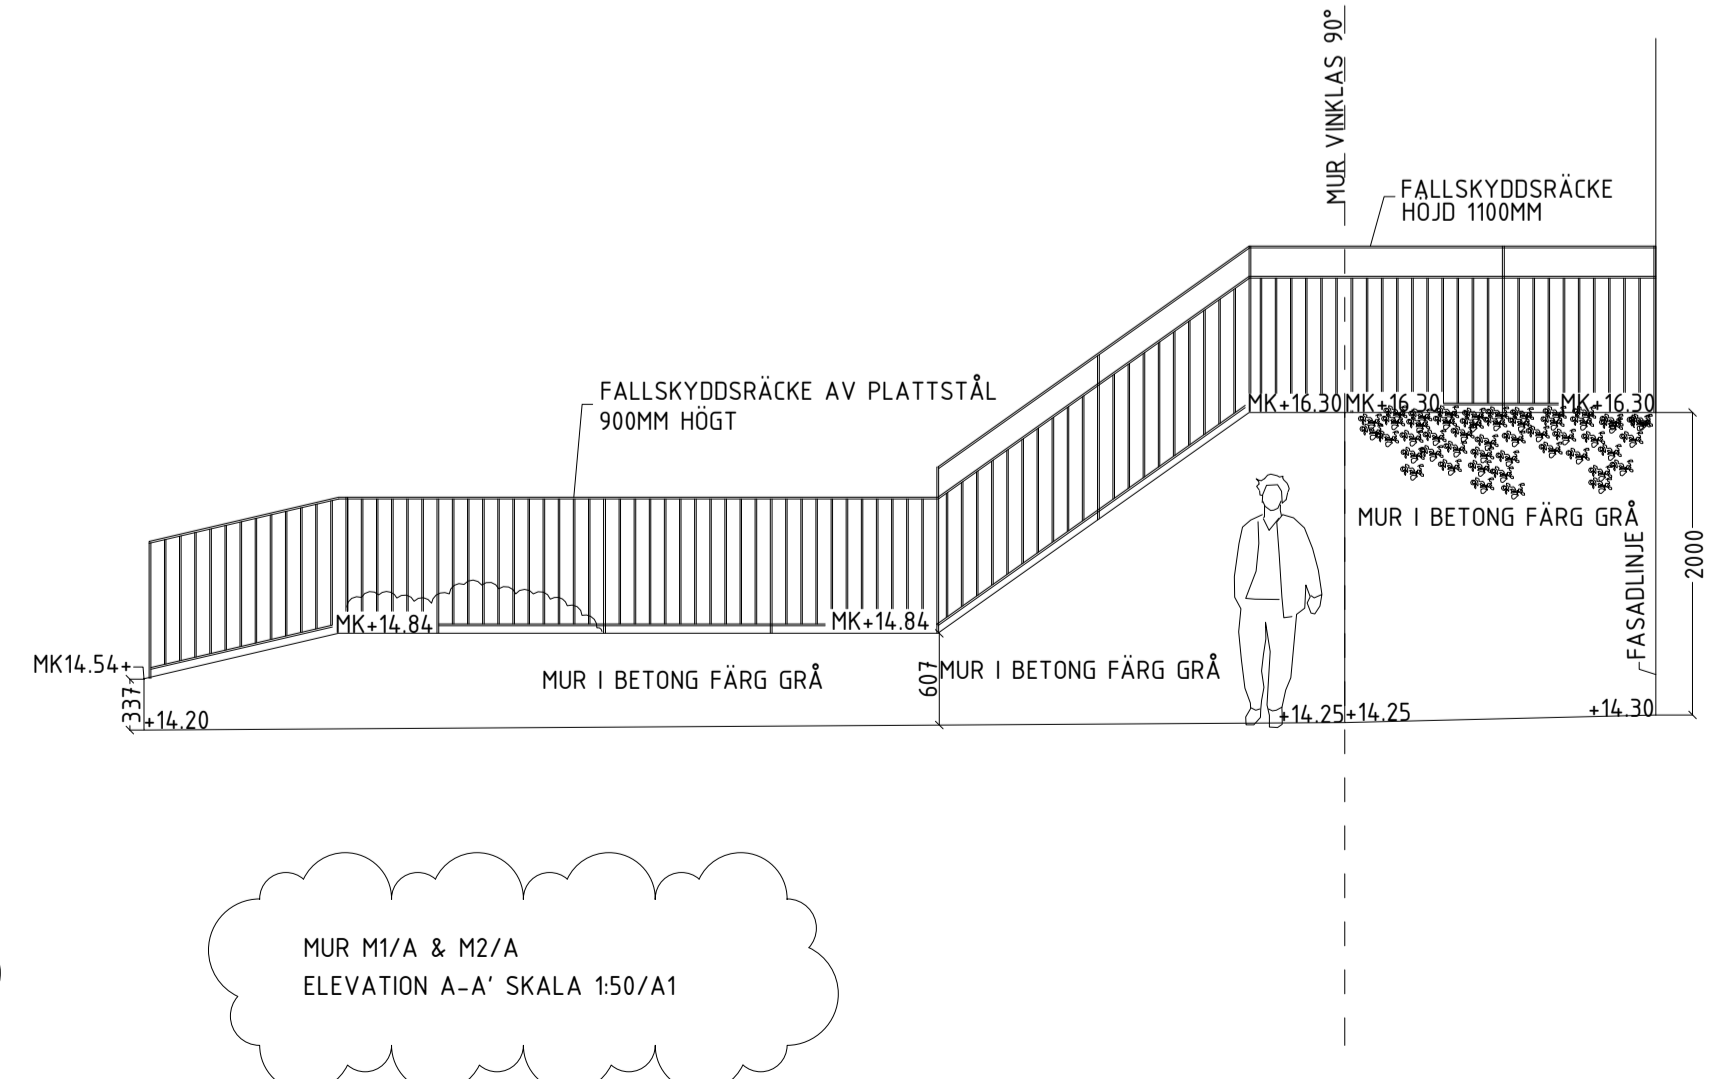 MUR VINKLAS 90°
FALLSKYDDSRÄCKE
HÖJD 1100MM
FALLSKYDDSRÄCKE AV PLATTSTÅL
900MM HÖGT
MK+16.30
MK+16.30
MK+16.30
MUR I BETONG FÄRG GRÅ
2000
FASADLINJE
MK+14.84
MK+14.84
MK14.54+
337
+14.20
MUR I BETONG FÄRG GRÅ
607
MUR I BETONG FÄRG GRÅ
+14.25
+14.25
+14.30
MUR M1/A & M2/A
ELEVATION A-A' SKALA 1:50/A1